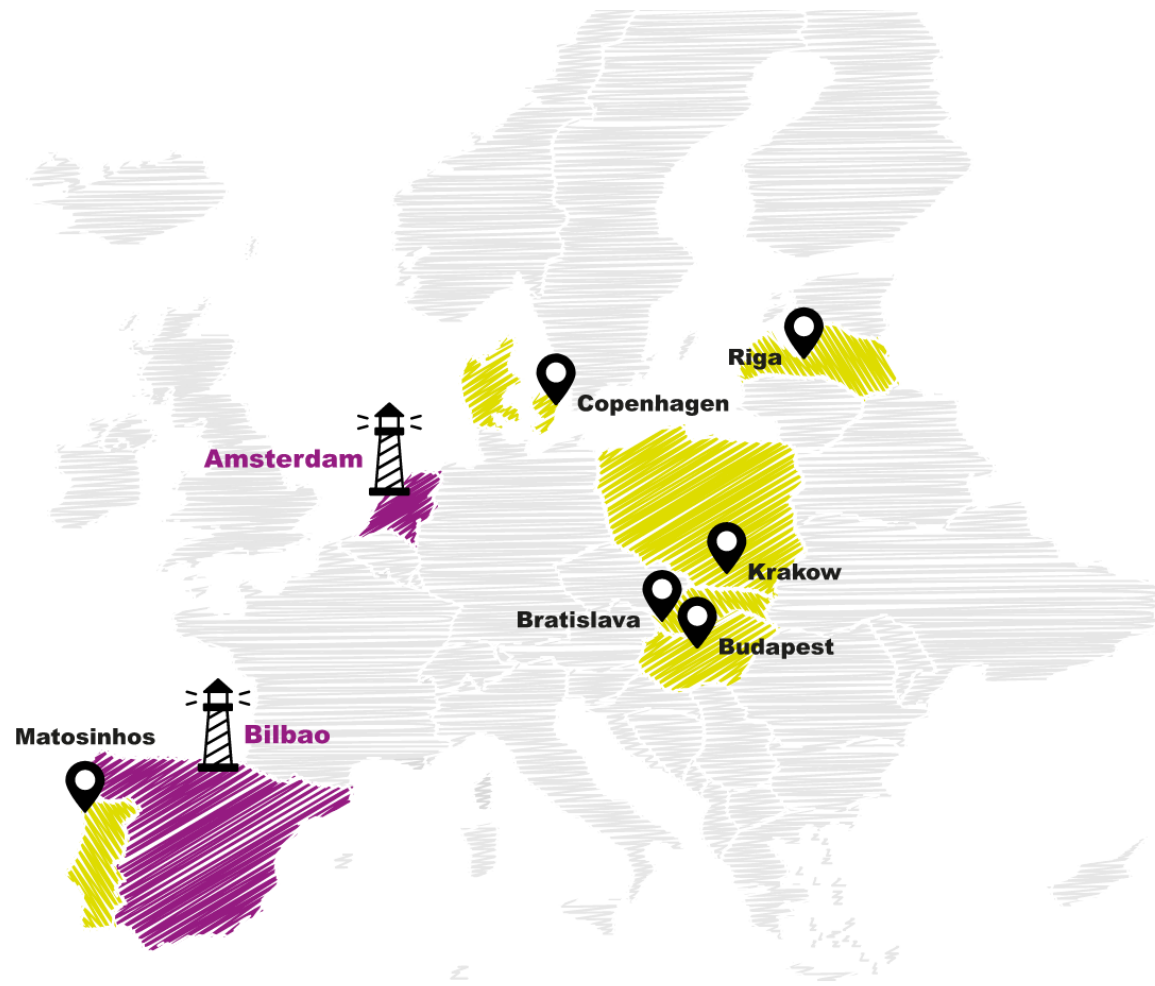 Riga
Copenhagen
Amsterdam
Krakow
Bratislava
Budapest
Bilbao
Matosinhos